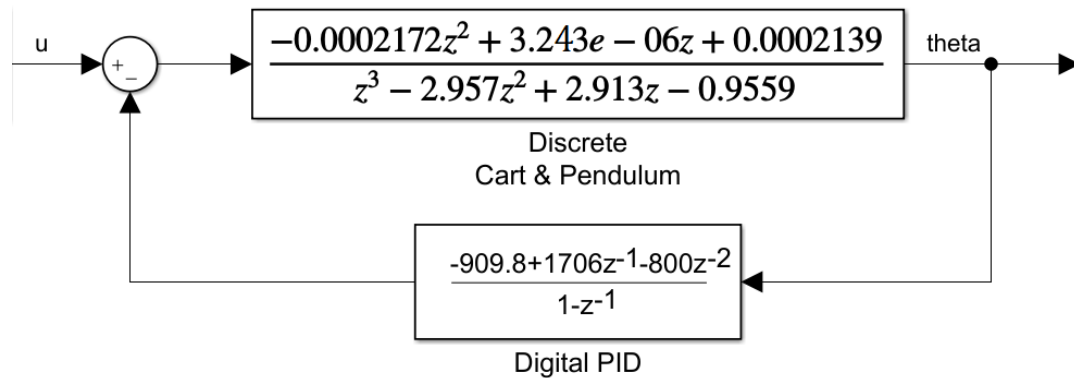 u
+
−
−0.0002172z² + 3.243e − 06z + 0.0002139
z³ − 2.957z² + 2.913z − 0.9559
theta
Discrete
Cart & Pendulum
-909.8+1706z-1-800z-2
1-z-1
Digital PID